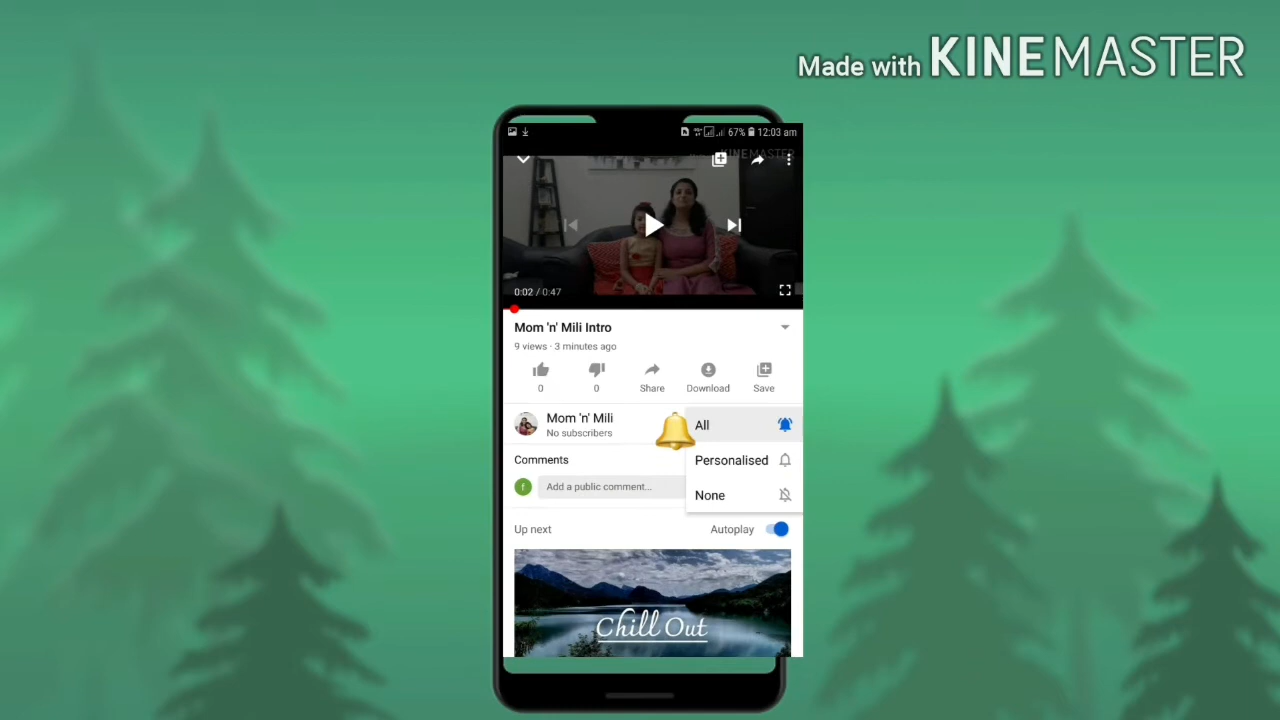 Made with KINEMASTER
67% 12:03 am
KINEMASTER
0:02 / 0:47
Mom 'n' Mili Intro
9 views · 3 minutes ago
0 0 Share Download Save
Mom 'n' Mili
No subscribers
All
Personalised
None
Comments
f Add a public comment...
Up next Autoplay
Chill Out